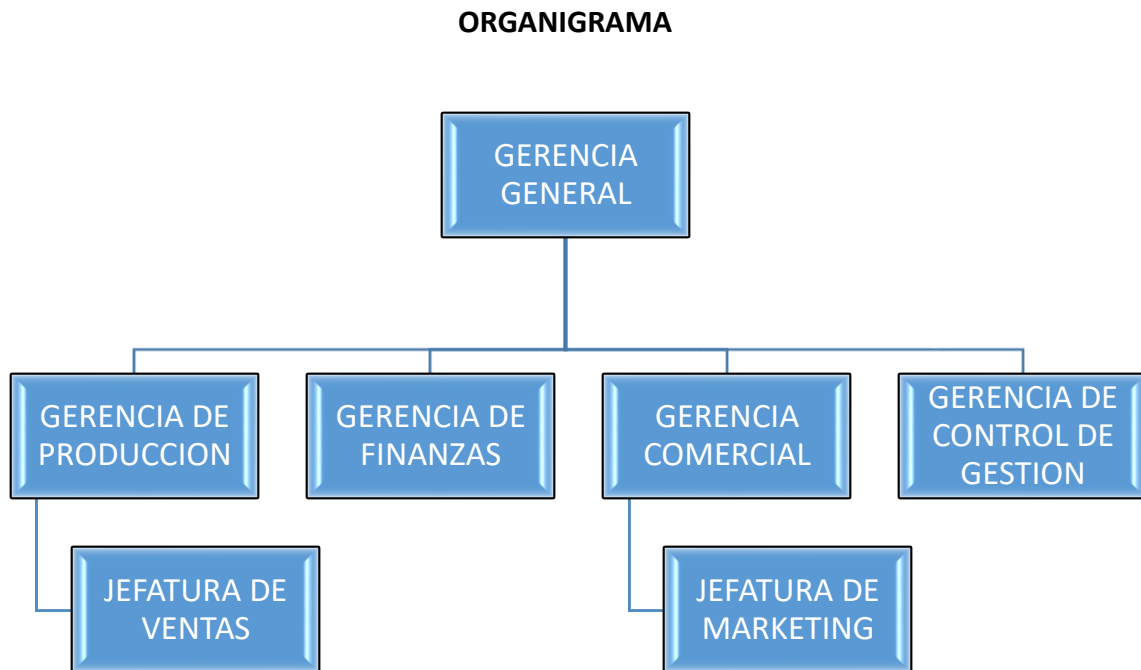 ORGANIGRAMA
GERENCIA
GENERAL
GERENCIA DE
PRODUCCION
GERENCIA DE
FINANZAS
GERENCIA
COMERCIAL
GERENCIA DE
CONTROL DE
GESTION
JEFATURA DE
VENTAS
JEFATURA DE
MARKETING